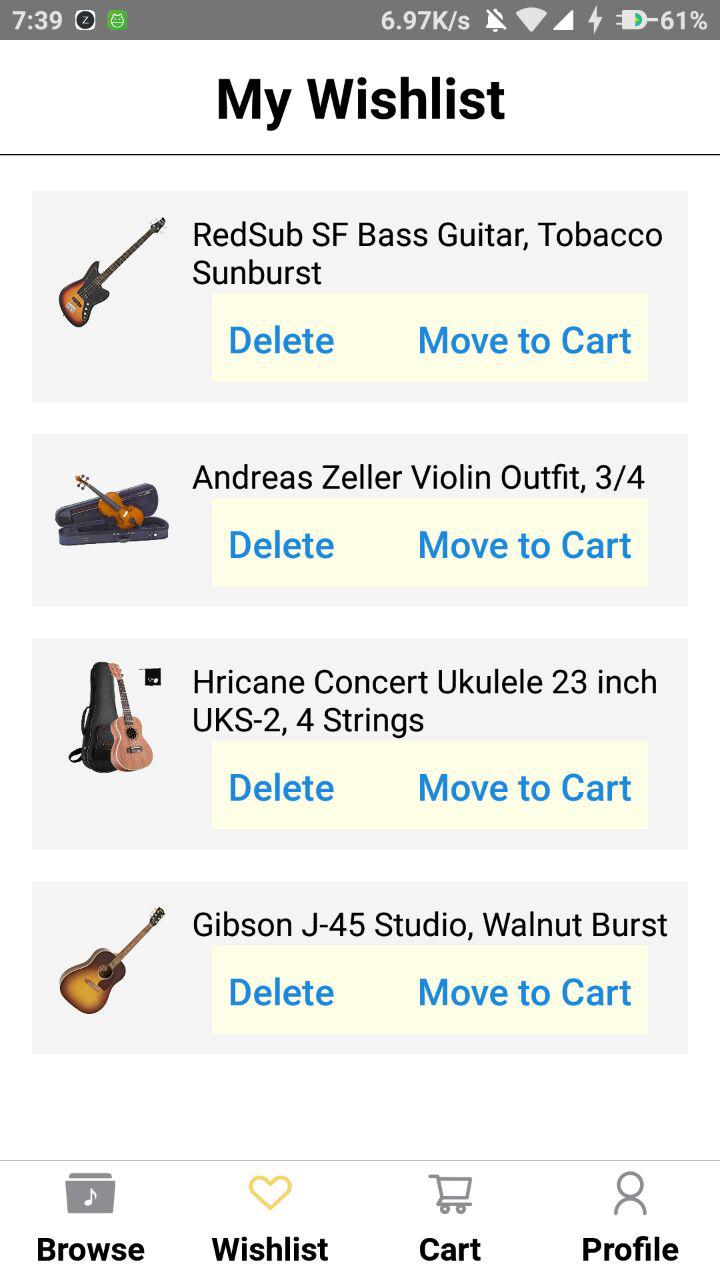 7:39 Z 6.97K/s 61%
My Wishlist
RedSub SF Bass Guitar, Tobacco
Sunburst
Delete Move to Cart
Andreas Zeller Violin Outfit, 3/4
Delete Move to Cart
Hricane Concert Ukulele 23 inch
UKS-2, 4 Strings
Delete Move to Cart
Gibson J-45 Studio, Walnut Burst
Delete Move to Cart
Browse Wishlist Cart Profile